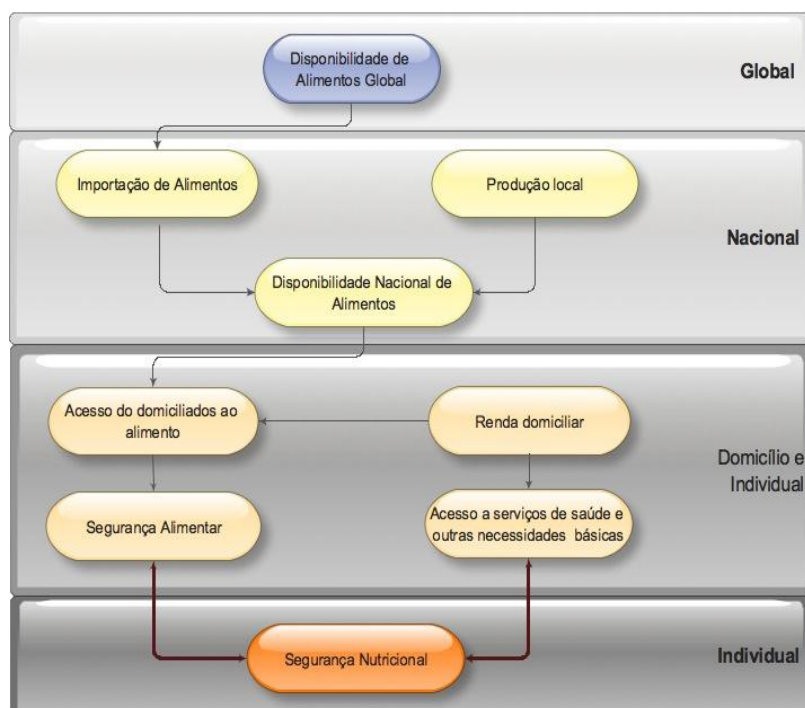 Disponibilidade de
Alimentos Global
Global
Importação de Alimentos
Produção local
Nacional
Disponibilidade Nacional de
Alimentos
Acesso do domiciliados ao
alimento
Renda domiciliar
Domicílio e
Individual
Segurança Alimentar
Acesso a serviços de saúde e
outras necessidades básicas
Segurança Nutricional
Individual